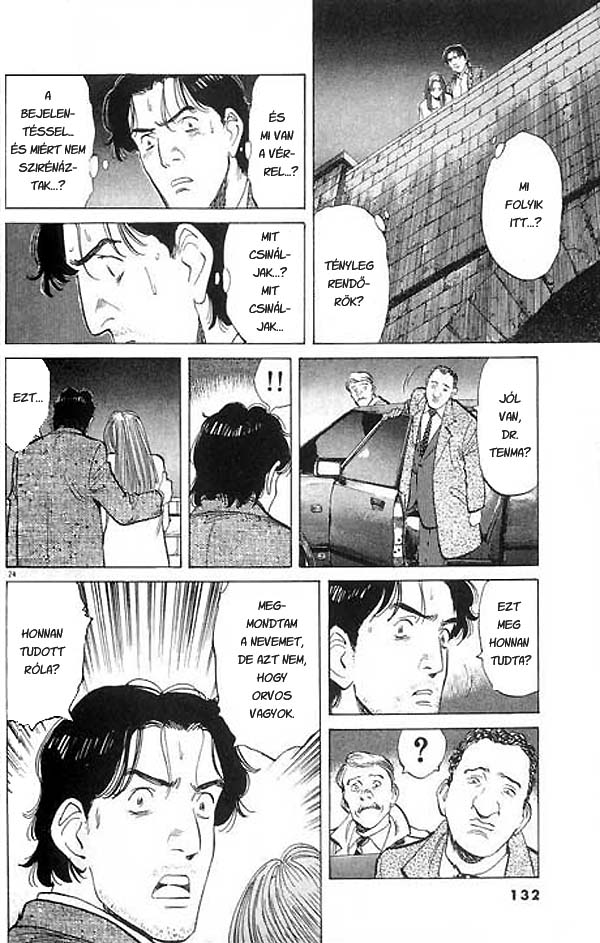 MI
FOLYIK
ITT...?
TÉNYLEG
RENDŐ-
RÖK?
ÉS
MI VAN
A VÉR-
REL...?
A
BEJELEN-
TÉSSEL...
ÉS MIÉRT NEM
SZIRÉNÁZ-
TAK...?
MIT
CSINÁL-
JAK...?
MIT
CSINÁL-
JAK...
JÓL
VAN,
DR.
TENMA?
!!
EZT...
24
EZT
MEG
HONNAN
TUDTA?
?
MEG-
MONDTAM
A NEVEMET,
DE AZT NEM,
HOGY
ORVOS
VAGYOK.
HONNAN
TUDOTT
RÓLA?
132